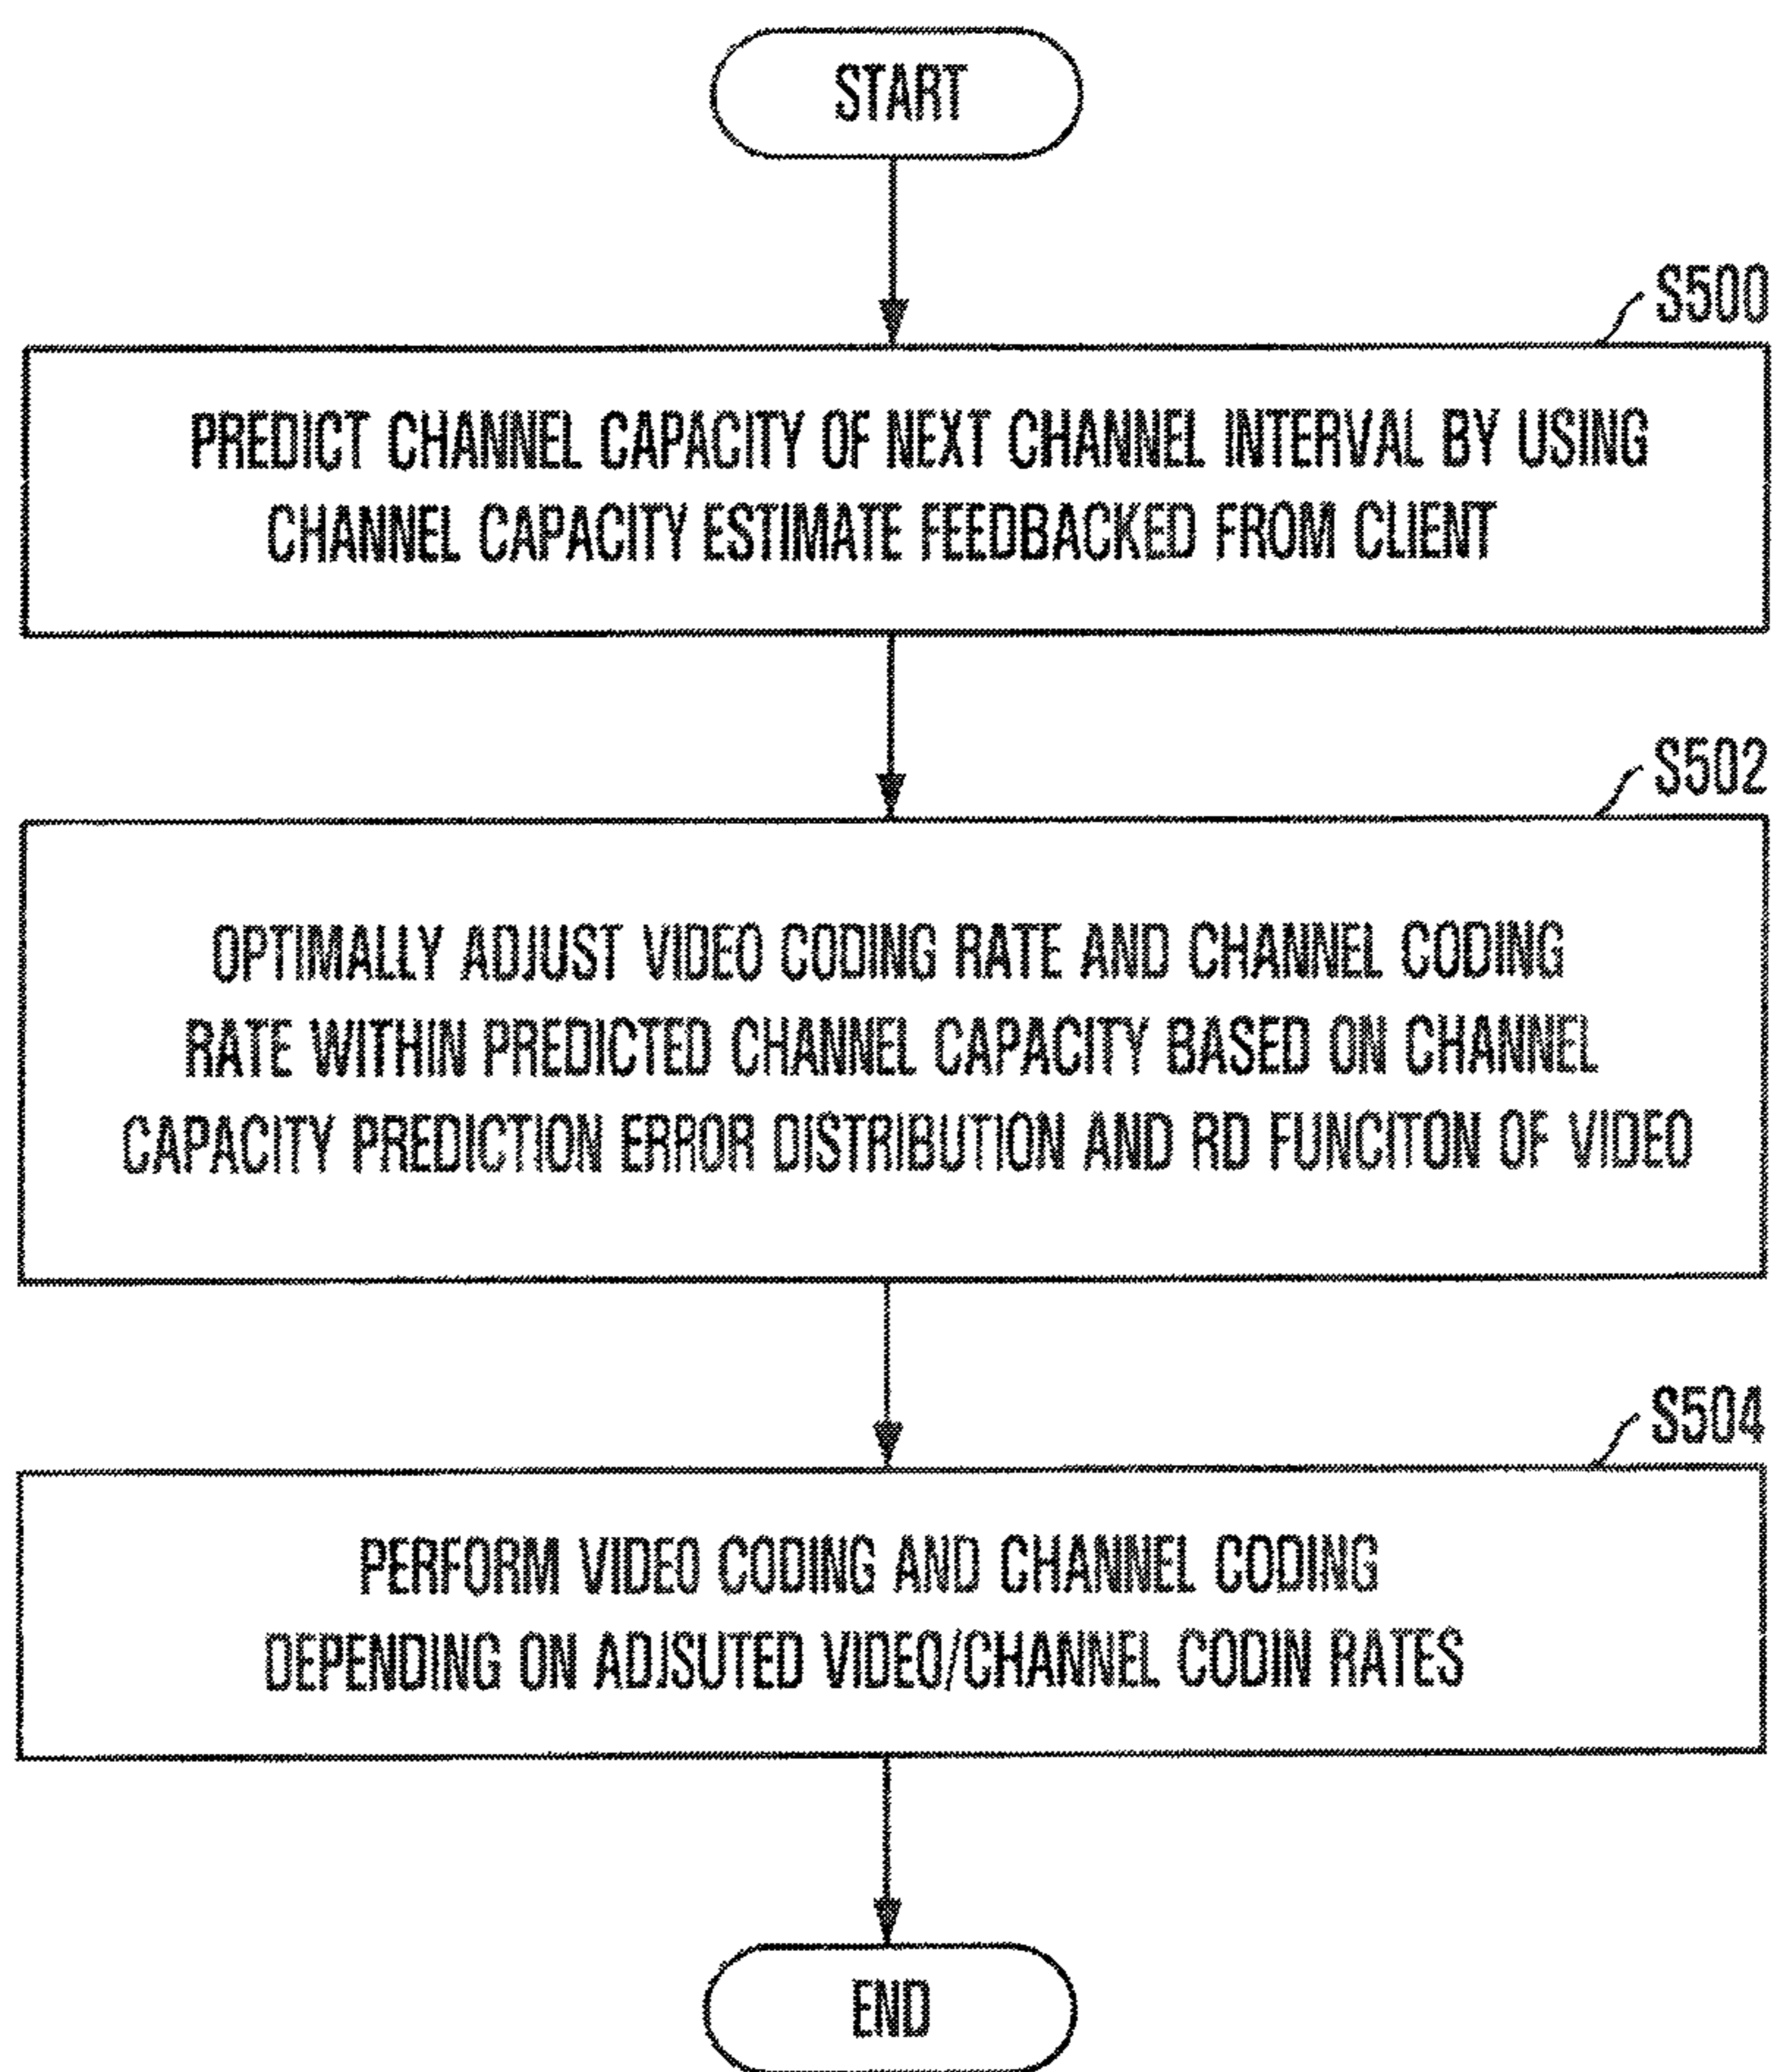 START
S500
PREDICT CHANNEL CAPACITY OF NEXT CHANNEL INTERVAL BY USING
CHANNEL CAPACITY ESTIMATE FEEDBACKED FROM CLIENT
S502
OPTIMALLY ADJUST VIDEO CODING RATE AND CHANNEL CODING
RATE WITHIN PREDICTED CHANNEL CAPACITY BASED ON CHANNEL
CAPACITY PREDICTION ERROR DISTRIBUTION AND RD FUNCITON OF VIDEO
S504
PERFORM VIDEO CODING AND CHANNEL CODING
DEPENDING ON ADJSUTED VIDEO/CHANNEL CODIN RATES
END